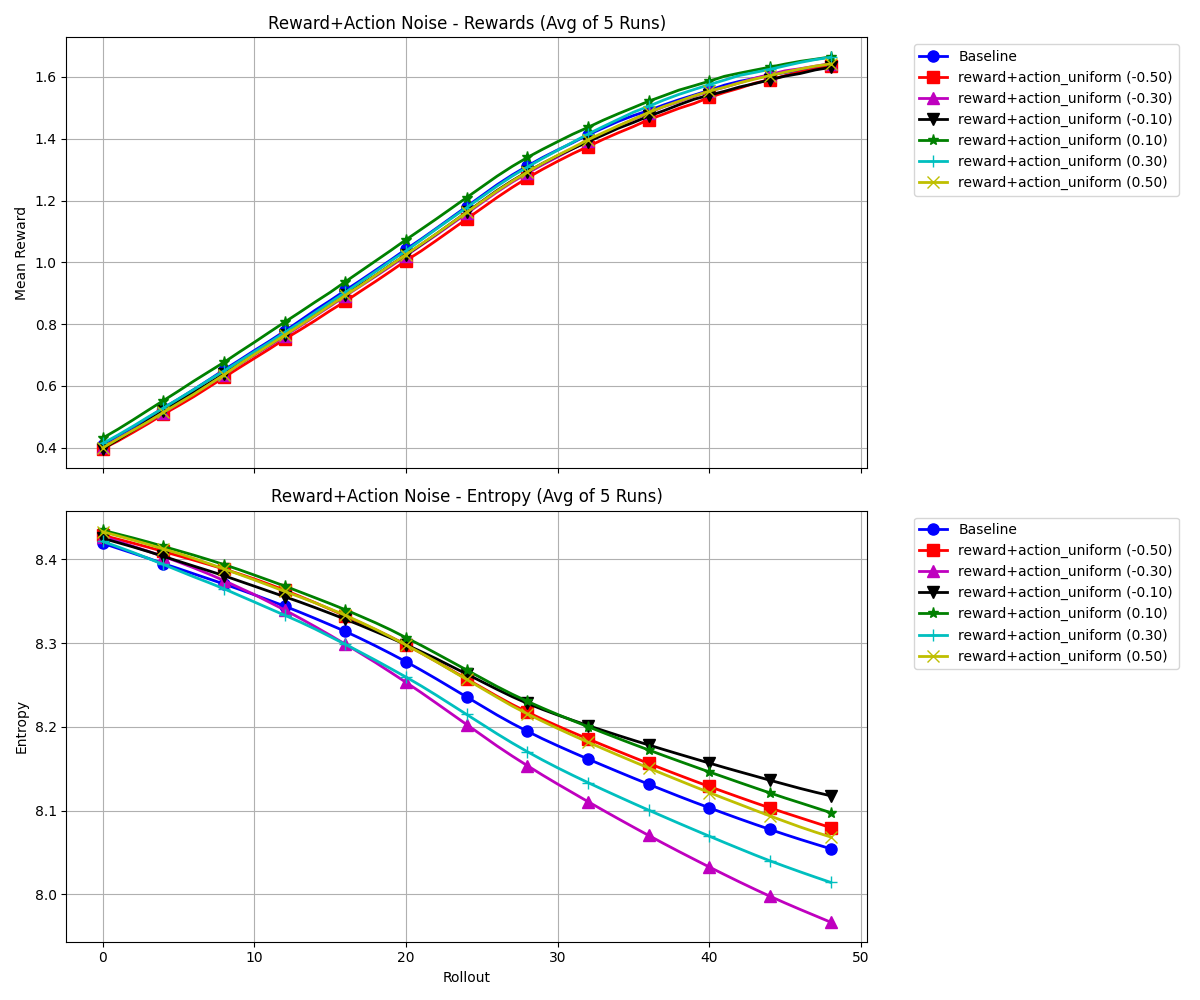 Reward+Action Noise - Rewards (Avg of 5 Runs)
1.6
1.4
1.2
1.0
0.8
0.6
0.4
Mean Reward
Baseline
reward+action_uniform (-0.50)
reward+action_uniform (-0.30)
reward+action_uniform (-0.10)
reward+action_uniform (0.10)
reward+action_uniform (0.30)
reward+action_uniform (0.50)
Reward+Action Noise - Entropy (Avg of 5 Runs)
8.4
8.3
8.2
8.1
8.0
Entropy
0 10 20 30 40 50
Rollout
Baseline
reward+action_uniform (-0.50)
reward+action_uniform (-0.30)
reward+action_uniform (-0.10)
reward+action_uniform (0.10)
reward+action_uniform (0.30)
reward+action_uniform (0.50)